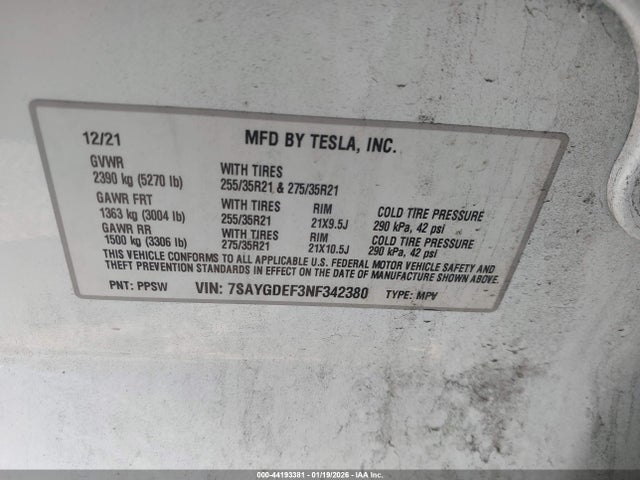 12/21 MFD BY TESLA, INC.
GVWR WITH TIRES
2390 kg (5270 lb) 255/35R21 & 275/35R21
GAWR FRT WITH TIRES RIM COLD TIRE PRESSURE
1363 kg (3004 lb) 255/35R21 21X9.5J 290 kPa, 42 psi
GAWR RR WITH TIRES RIM COLD TIRE PRESSURE
1500 kg (3306 lb) 275/35R21 21X10.5J 290 kPa, 42 psi
THIS VEHICLE CONFORMS TO ALL APPLICABLE U.S. FEDERAL MOTOR VEHICLE SAFETY AND
THEFT PREVENTION STANDARDS IN EFFECT ON THE DATE OF MANUFACTURE SHOWN ABOVE.
PNT: PPSW VIN: 7SAYGDEF3NF342380 TYPE: MPV
000-44193381 - 01/19/2026 - IAAI.COM